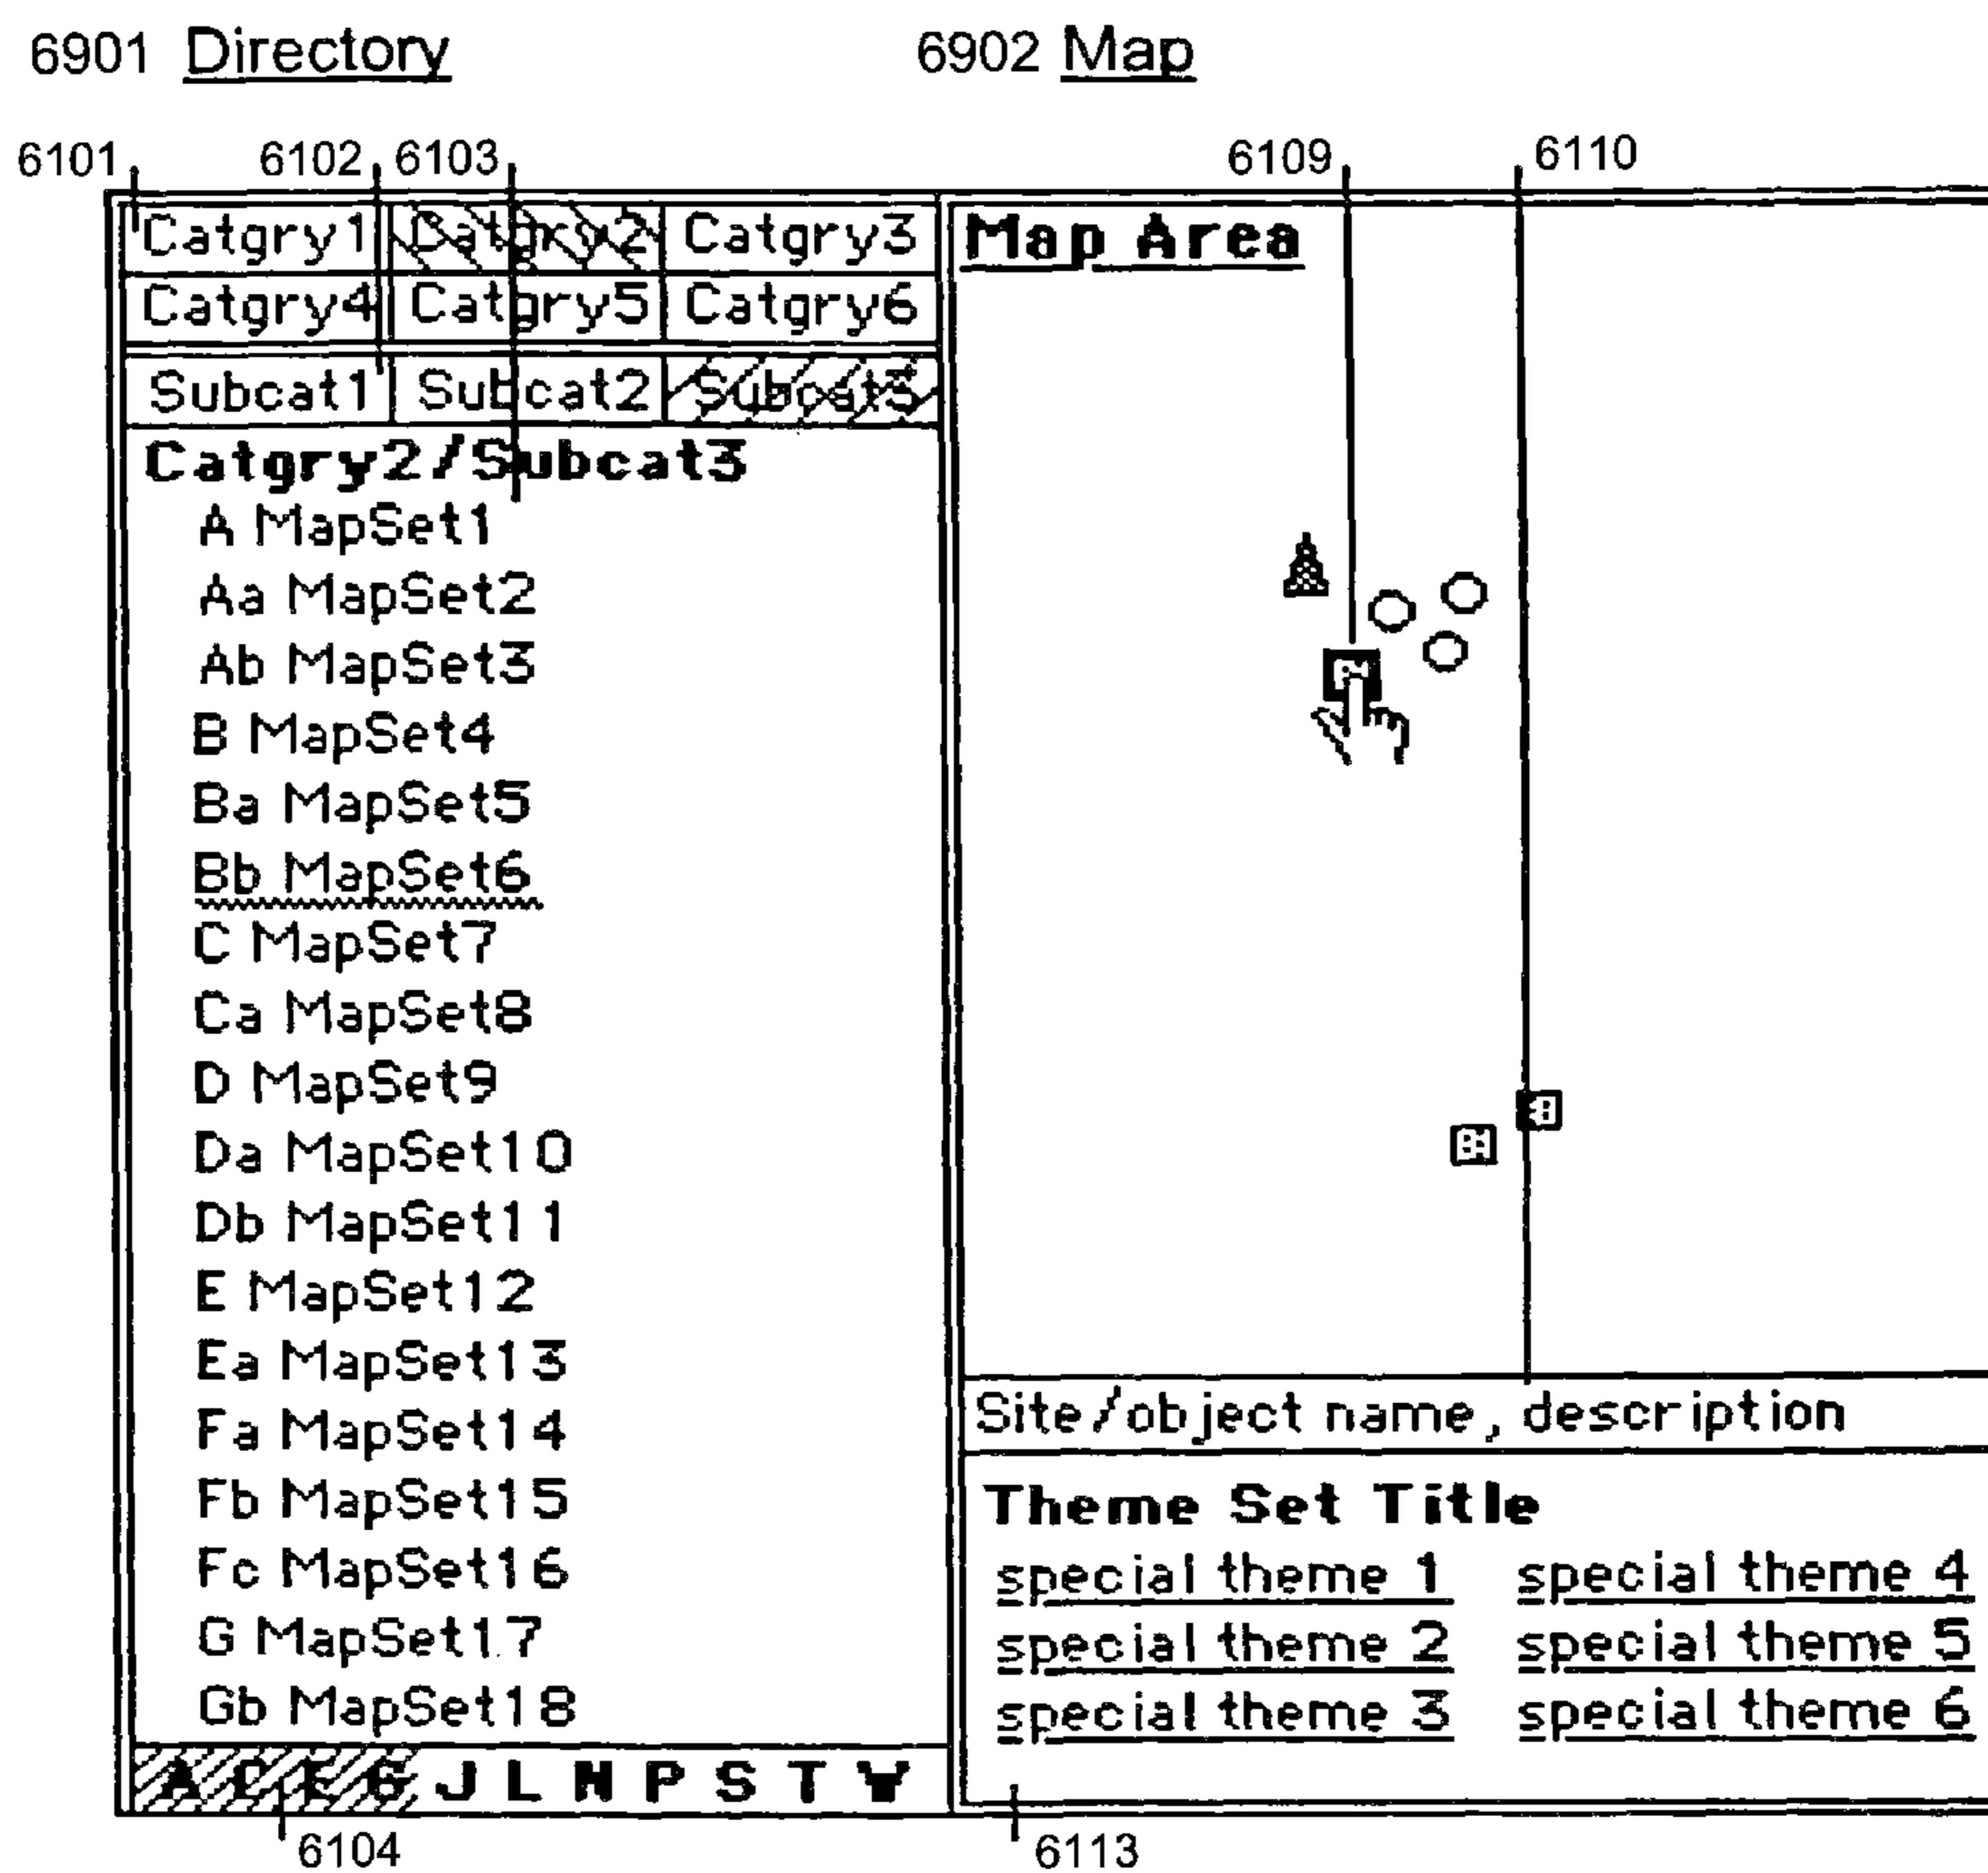 6901 Directory
6902 Map
6101 6102 6103 6109 6110
Catgry1 Catgry2 Catgry3
Catgry4 Catgry5 Catgry6
Subcat1 Subcat2 Subcat3
Catgry2/Subcat3
A MapSet1
Aa MapSet2
Ab MapSet3
B MapSet4
Ba MapSet5
Bb MapSet6
C MapSet7
Ca MapSet8
D MapSet9
Da MapSet10
Db MapSet11
E MapSet12
Ea MapSet13
Fa MapSet14
Fb MapSet15
Fc MapSet16
G MapSet17
Gb MapSet18
A C E G J L N P S T W
6104
Map Area
Site/object name, description
Theme Set Title
special theme 1 special theme 4
special theme 2 special theme 5
special theme 3 special theme 6
6113